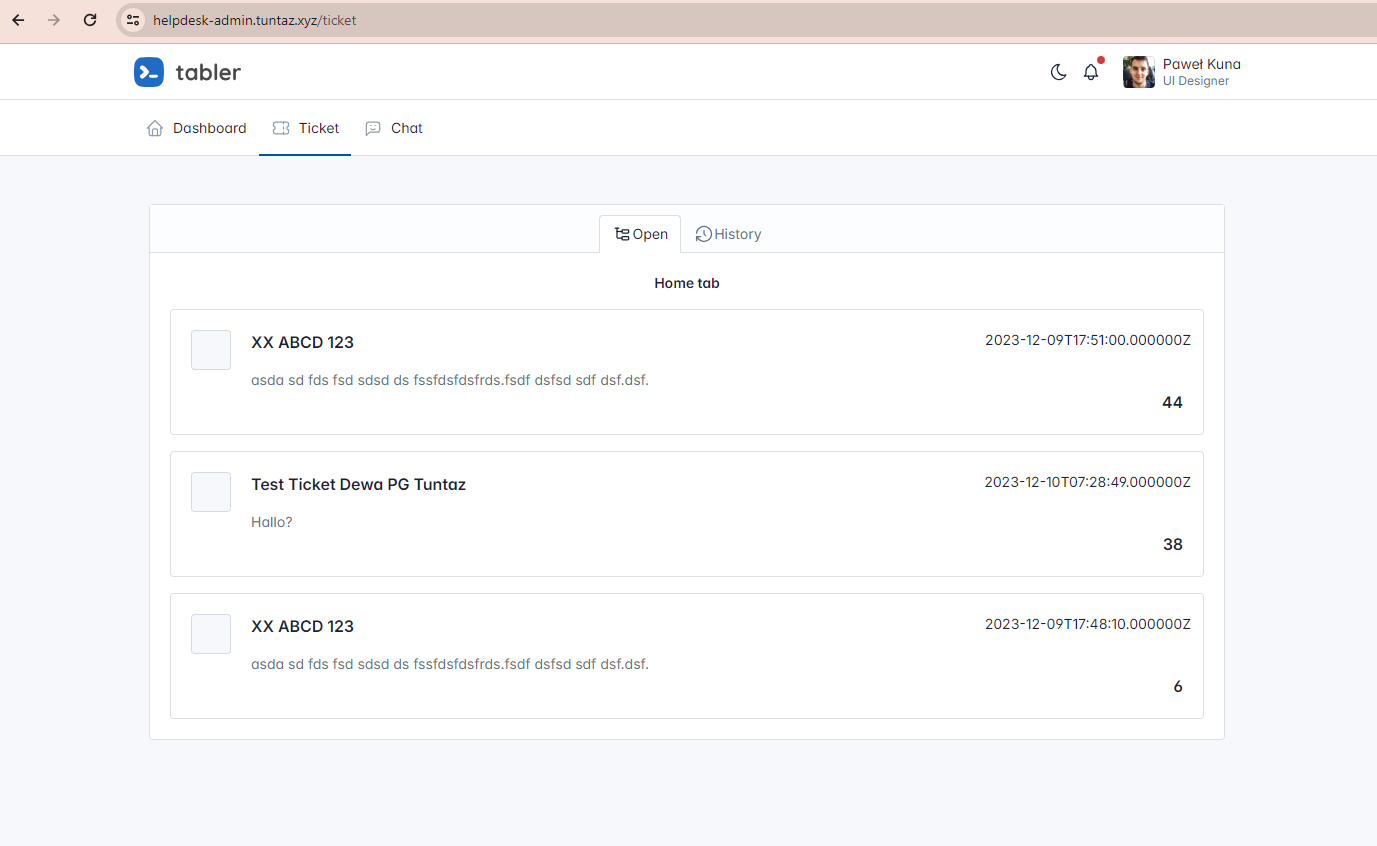 helpdesk-admin.tuntaz.xyz/ticket
tabler
Paweł Kuna
UI Designer
Dashboard
Ticket
Chat
Open
History
Home tab
XX ABCD 123
2023-12-09T17:51:00.000000Z
asda sd fds fsd sdsd ds fssfdsfdsfrds.fsdf dsfsd sdf dsf.dsf.
44
Test Ticket Dewa PG Tuntaz
2023-12-10T07:28:49.000000Z
Hallo?
38
XX ABCD 123
2023-12-09T17:48:10.000000Z
asda sd fds fsd sdsd ds fssfdsfdsfrds.fsdf dsfsd sdf dsf.dsf.
6